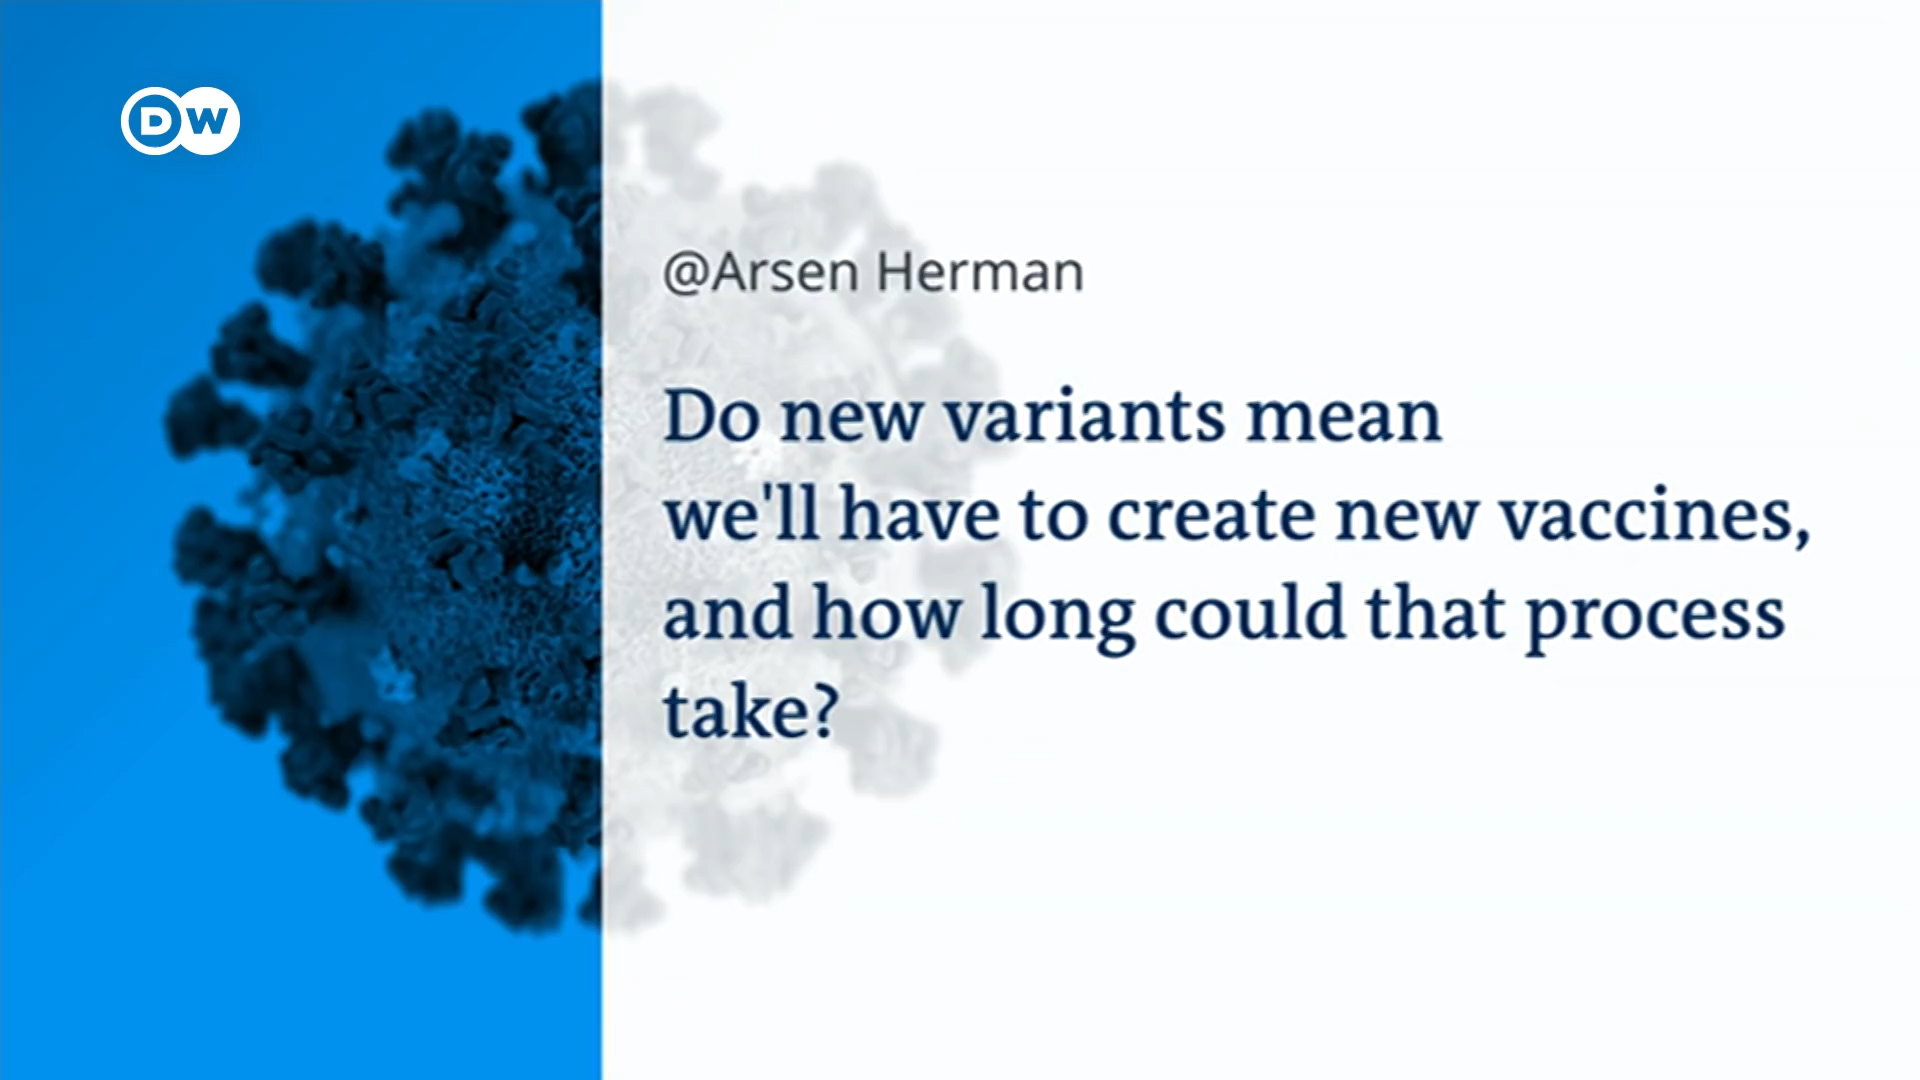 DW
@Arsen Herman
Do new variants mean
we'll have to create new vaccines,
and how long could that process
take?